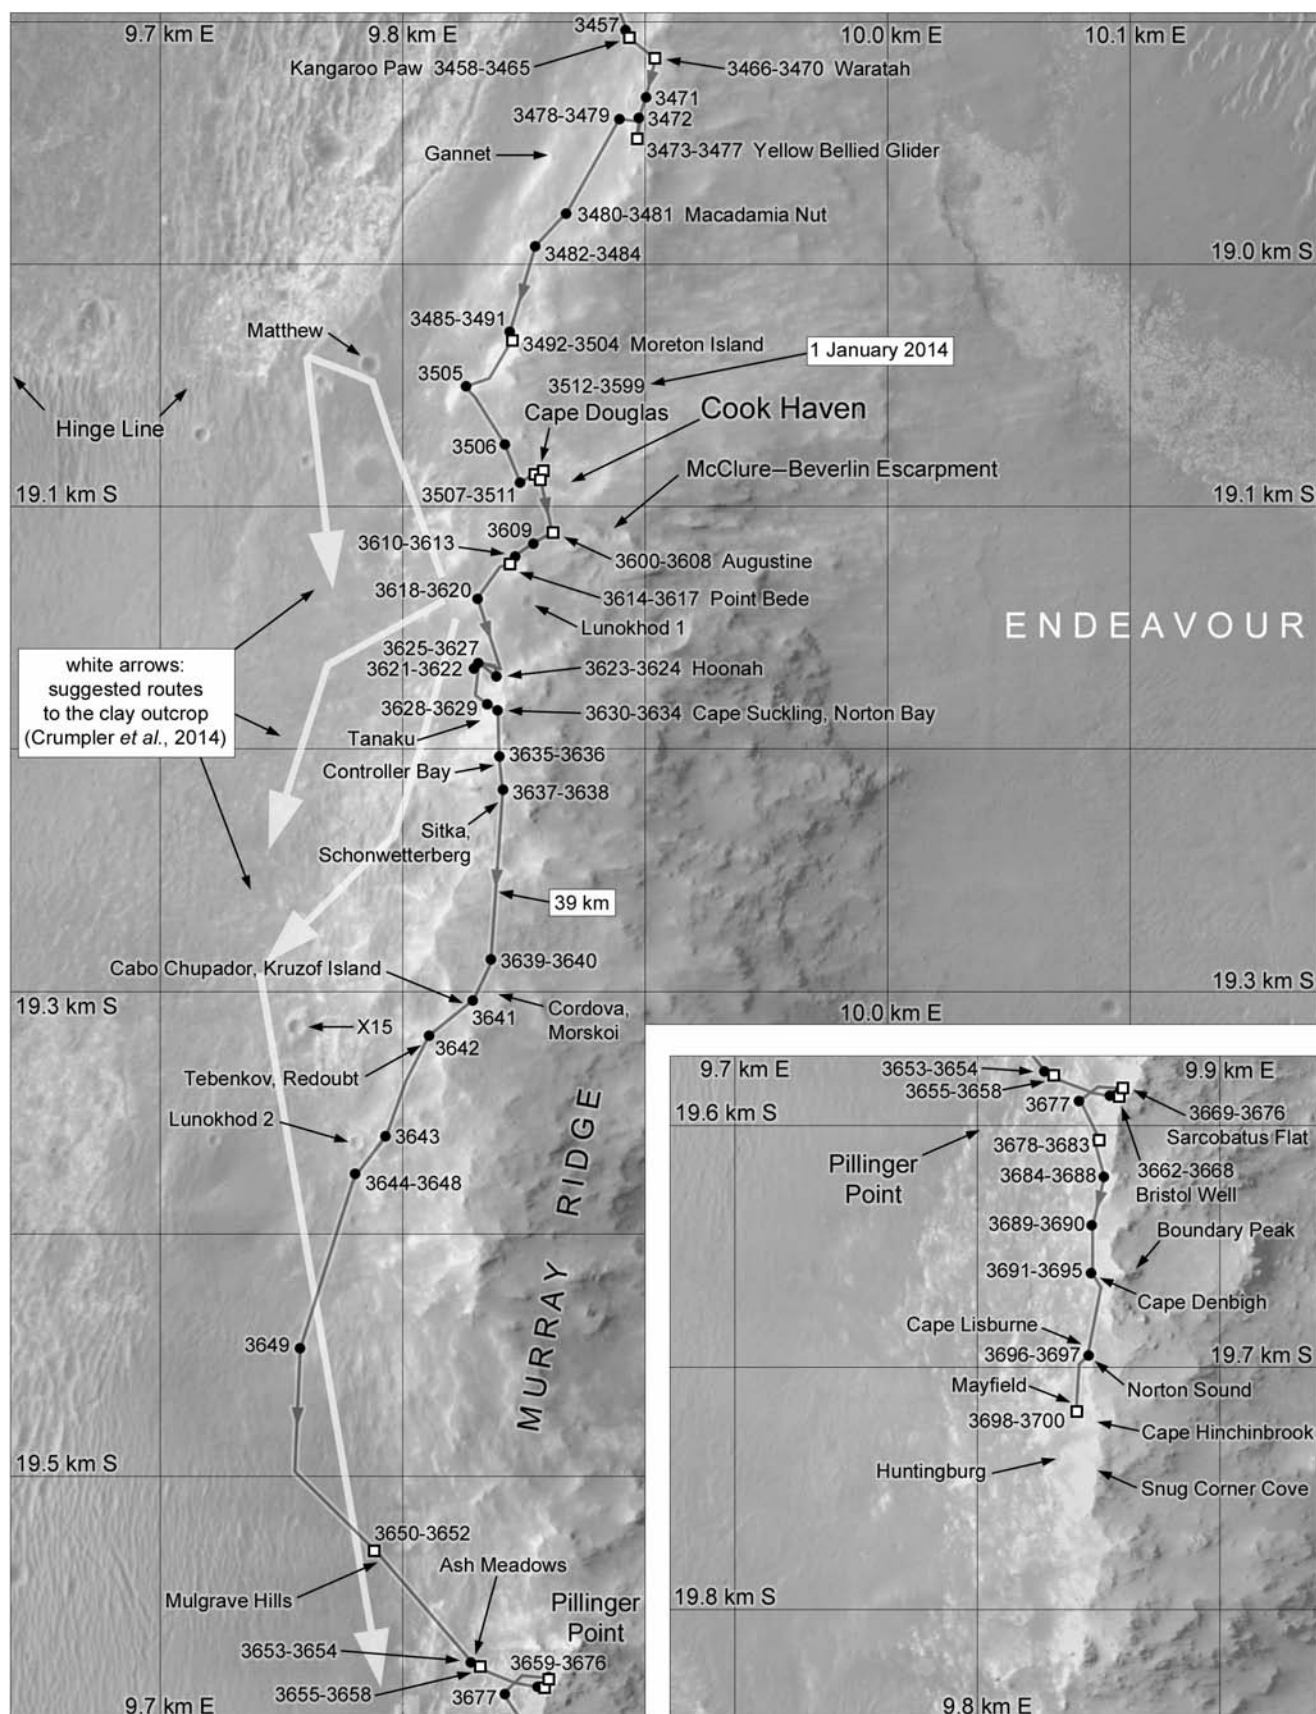 9.7 km E
9.8 km E
10.0 km E
10.1 km E
3457
Kangaroo Paw 3458-3465
3466-3470 Waratah
3471
3478-3479
3472
Gannet
3473-3477 Yellow Bellied Glider
3480-3481 Macadamia Nut
3482-3484
19.0 km S
3485-3491
Matthew
3492-3504 Moreton Island
1 January 2014
3505
3512-3599
Cape Douglas
Cook Haven
Hinge Line
3506
McClure–Beverlin Escarpment
19.1 km S
3507-3511
19.1 km S
3609
3610-3613
3600-3608 Augustine
3618-3620
3614-3617 Point Bede
Lunokhod 1
ENDEAVOUR
white arrows:
suggested routes
to the clay outcrop
(Crumpler et al., 2014)
3625-3627
3621-3622
3623-3624 Hoonah
3628-3629
3630-3634 Cape Suckling, Norton Bay
Tanaku
3635-3636
Controller Bay
3637-3638
Sitka,
Schonwetterberg
39 km
Cabo Chupador, Kruzof Island
3639-3640
19.3 km S
19.3 km S
10.0 km E
Cordova,
Morskoi
3641
X15
3642
Tebenkov, Redoubt
Lunokhod 2
3643
3644-3648
MURRAY RIDGE
3649
19.5 km S
3650-3652
Ash Meadows
Mulgrave Hills
Pillinger
Point
3653-3654
3659-3676
3655-3658
3677
9.7 km E
9.7 km E
3653-3654
9.9 km E
3655-3658
19.6 km S
3677
3669-3676
Sarcobatus Flat
3678-3683
Pillinger
Point
3662-3668
Bristol Well
3684-3688
3689-3690
Boundary Peak
3691-3695
Cape Denbigh
Cape Lisburne
3696-3697
19.7 km S
Mayfield
Norton Sound
3698-3700
Cape Hinchinbrook
Huntingburg
Snug Corner Cove
19.8 km S
9.8 km E